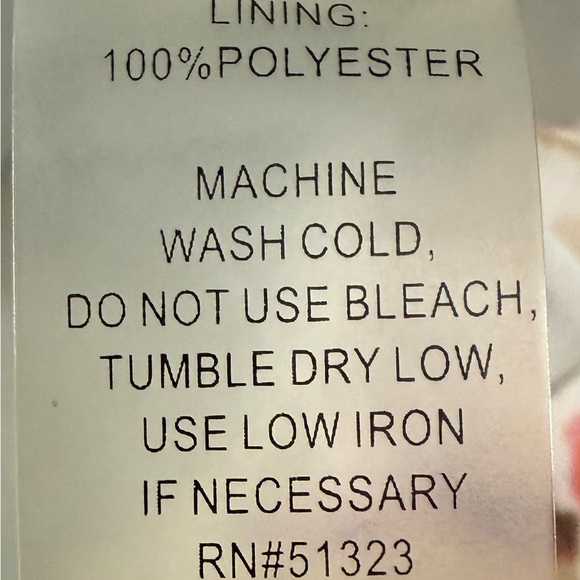 LINING:
100%POLYESTER
MACHINE
WASH COLD,
DO NOT USE BLEACH,
TUMBLE DRY LOW,
USE LOW IRON
IF NECESSARY
RN#51323